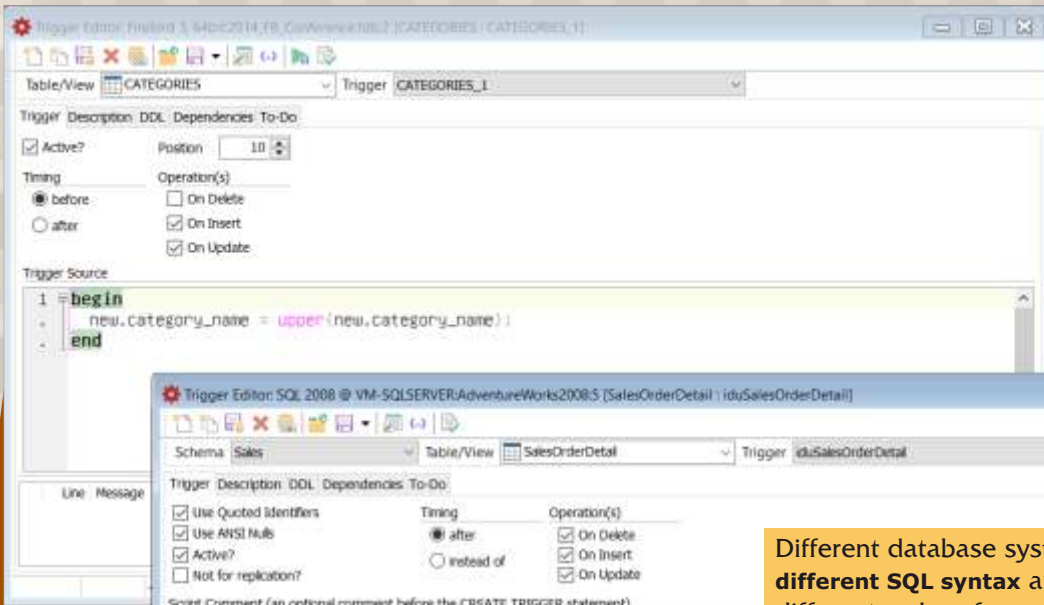 Trigger Editor: Firebird 3, 64bit2014_FB_Conference [CATEGORIES : CATEGORIES_1]
Table/View CATEGORIES Trigger CATEGORIES_1
Trigger Description DDL Dependencies To-Do
Active? Position 10
Timing Operation(s)
before On Delete
after On Insert
On Update
Trigger Source
1 begin
new.category_name = upper(new.category_name);
end
Line Message
Trigger Editor: SQL 2008 @ VM-SQLSERVER:AdventureWorks2008:5 [SalesOrderDetail : iduSalesOrderDetail]
Schema Sales Table/View SalesOrderDetail Trigger iduSalesOrderDetail
Trigger Description DDL Dependencies To-Do
Use Quoted Identifiers Timing Operation(s)
Use ANSI Nulls after On Delete
Active? instead of On Insert
Not for replication? On Update
Script Comment (an optional comment before the CREATE TRIGGER statement)
Different database syst
different SQL syntax a